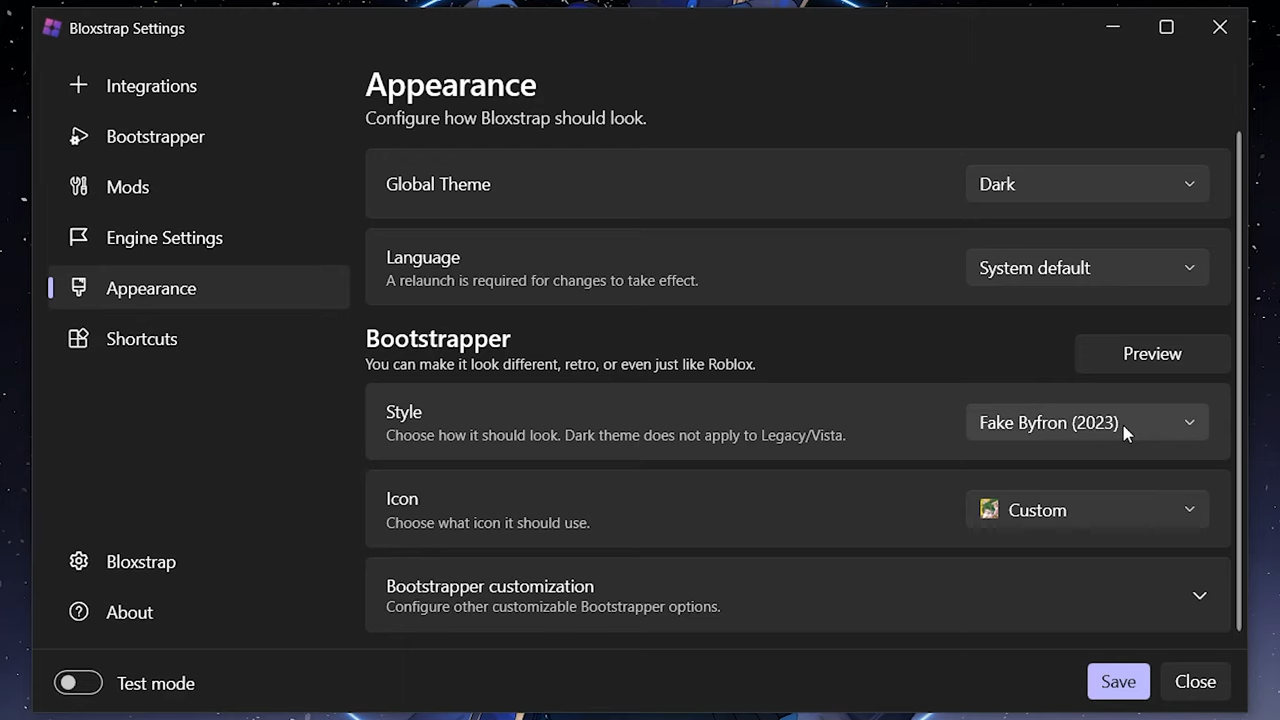 Bloxstrap Settings
Integrations
Bootstrapper
Mods
Engine Settings
Appearance
Shortcuts
Bloxstrap
About
Test mode
Appearance
Configure how Bloxstrap should look.
Global Theme
Dark
Language
A relaunch is required for changes to take effect.
System default
Bootstrapper
You can make it look different, retro, or even just like Roblox.
Preview
Style
Choose how it should look. Dark theme does not apply to Legacy/Vista.
Fake Byfron (2023)
Icon
Choose what icon it should use.
Custom
Bootstrapper customization
Configure other customizable Bootstrapper options.
Save
Close